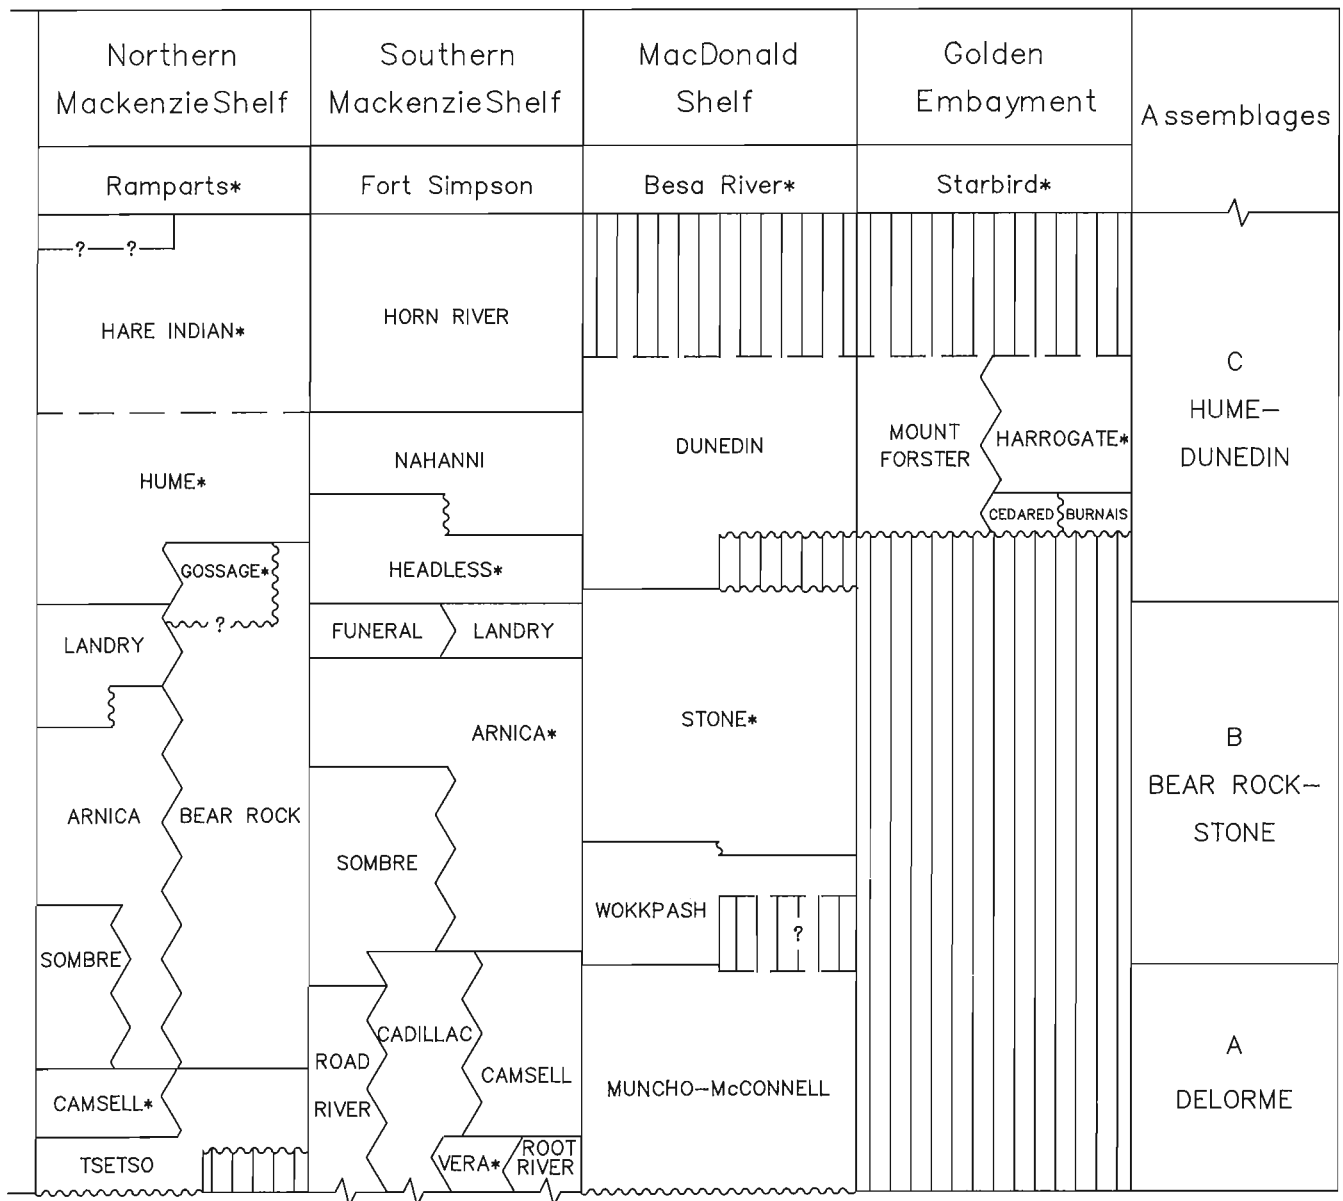 Northern
Mackenzie Shelf
Southern
Mackenzie Shelf
MacDonald
Shelf
Golden
Embayment
Assemblages
Ramparts*
Fort Simpson
Besa River*
Starbird*
? ?
HARE INDIAN*
HUME*
GOSSAGE*
?
LANDRY
ARNICA
BEAR ROCK
SOMBRE
CAMSELL*
TSETSO
HORN RIVER
NAHANNI
HEADLESS*
FUNERAL
LANDRY
ARNICA*
SOMBRE
CADILLAC
ROAD
RIVER
CAMSELL
VERA*
ROOT
RIVER
DUNEDIN
STONE*
WOKKPASH
?
MUNCHO-McCONNELL
MOUNT
FORSTER
HARROGATE*
CEDARED
BURNAIS
C
HUME-
DUNEDIN
B
BEAR ROCK-
STONE
A
DELORME